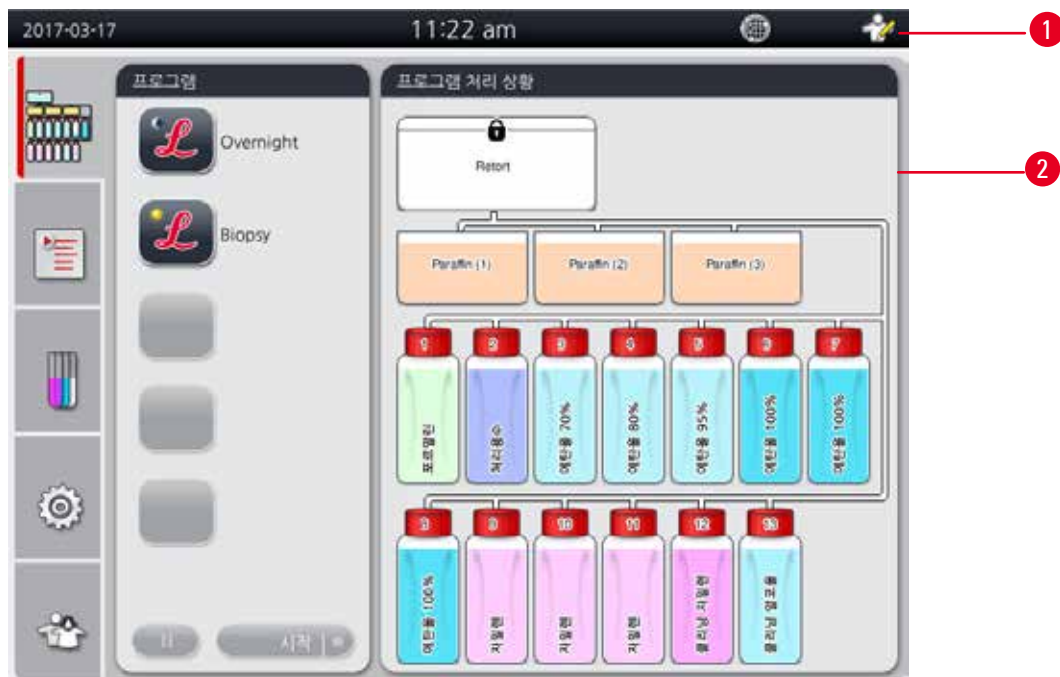 2017-03-17
11:22 am
1
프로그램
프로그램 처리 상황
Overnight
Retort
2
Biopsy
Paraffin (1)
Paraffin (2)
Paraffin (3)
1
2
3
4
5
6
7
포르말린
처리용수
에탄올 70%
에탄올 80%
에탄올 95%
에탄올 100%
에탄올 100%
8
9
10
11
12
13
에탄올 100%
자일렌
자일렌
자일렌
클리닝 자일렌
클리닝 알코올
시작